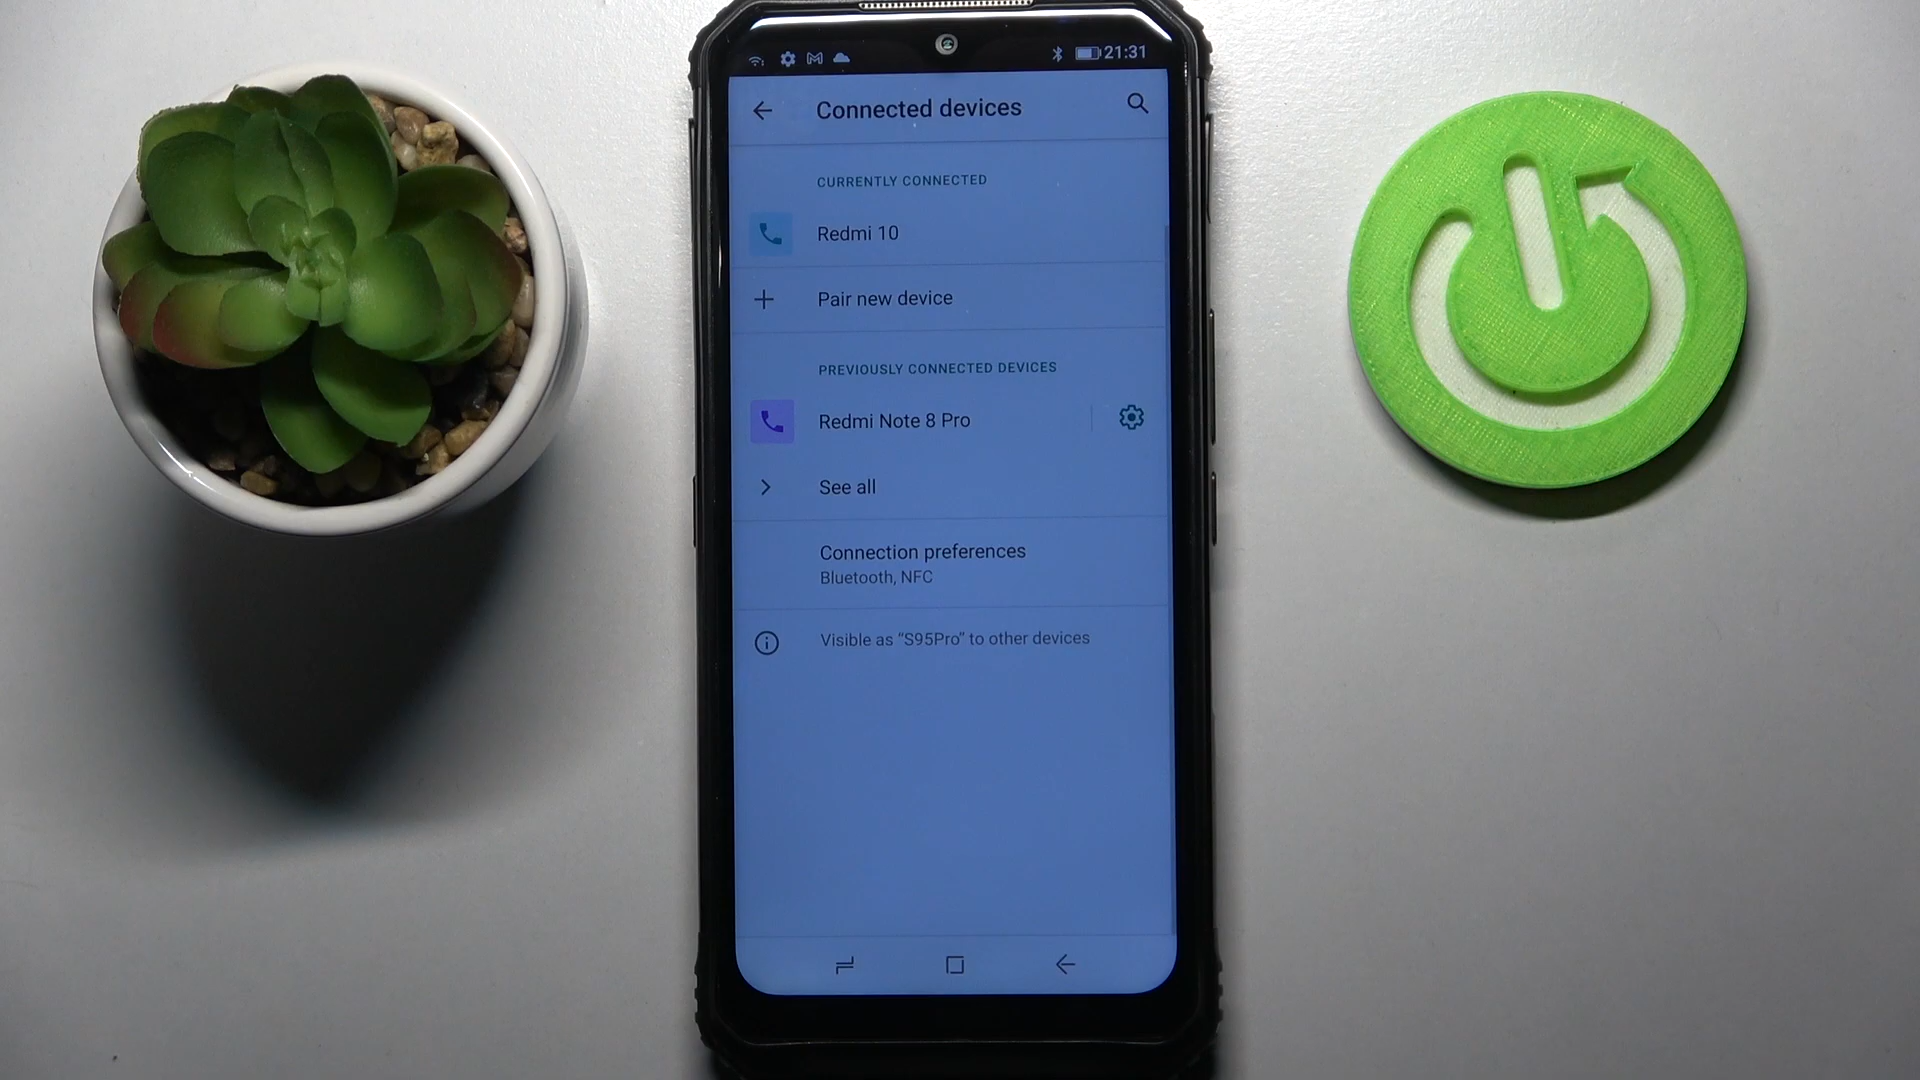 21:31
Connected devices
CURRENTLY CONNECTED
Redmi 10
Pair new device
PREVIOUSLY CONNECTED DEVICES
Redmi Note 8 Pro
See all
Connection preferences
Bluetooth, NFC
Visible as “S95Pro” to other devices